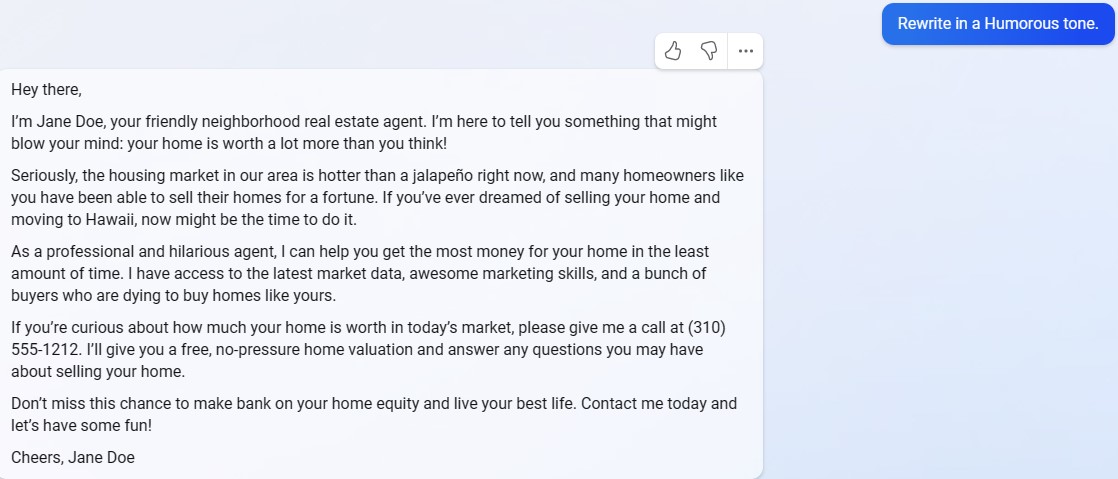 Rewrite in a Humorous tone.
Hey there,
I’m Jane Doe, your friendly neighborhood real estate agent. I’m here to tell you something that might
blow your mind: your home is worth a lot more than you think!
Seriously, the housing market in our area is hotter than a jalapeño right now, and many homeowners like
you have been able to sell their homes for a fortune. If you’ve ever dreamed of selling your home and
moving to Hawaii, now might be the time to do it.
As a professional and hilarious agent, I can help you get the most money for your home in the least
amount of time. I have access to the latest market data, awesome marketing skills, and a bunch of
buyers who are dying to buy homes like yours.
If you’re curious about how much your home is worth in today’s market, please give me a call at (310)
555-1212. I’ll give you a free, no-pressure home valuation and answer any questions you may have
about selling your home.
Don’t miss this chance to make bank on your home equity and live your best life. Contact me today and
let’s have some fun!
Cheers, Jane Doe